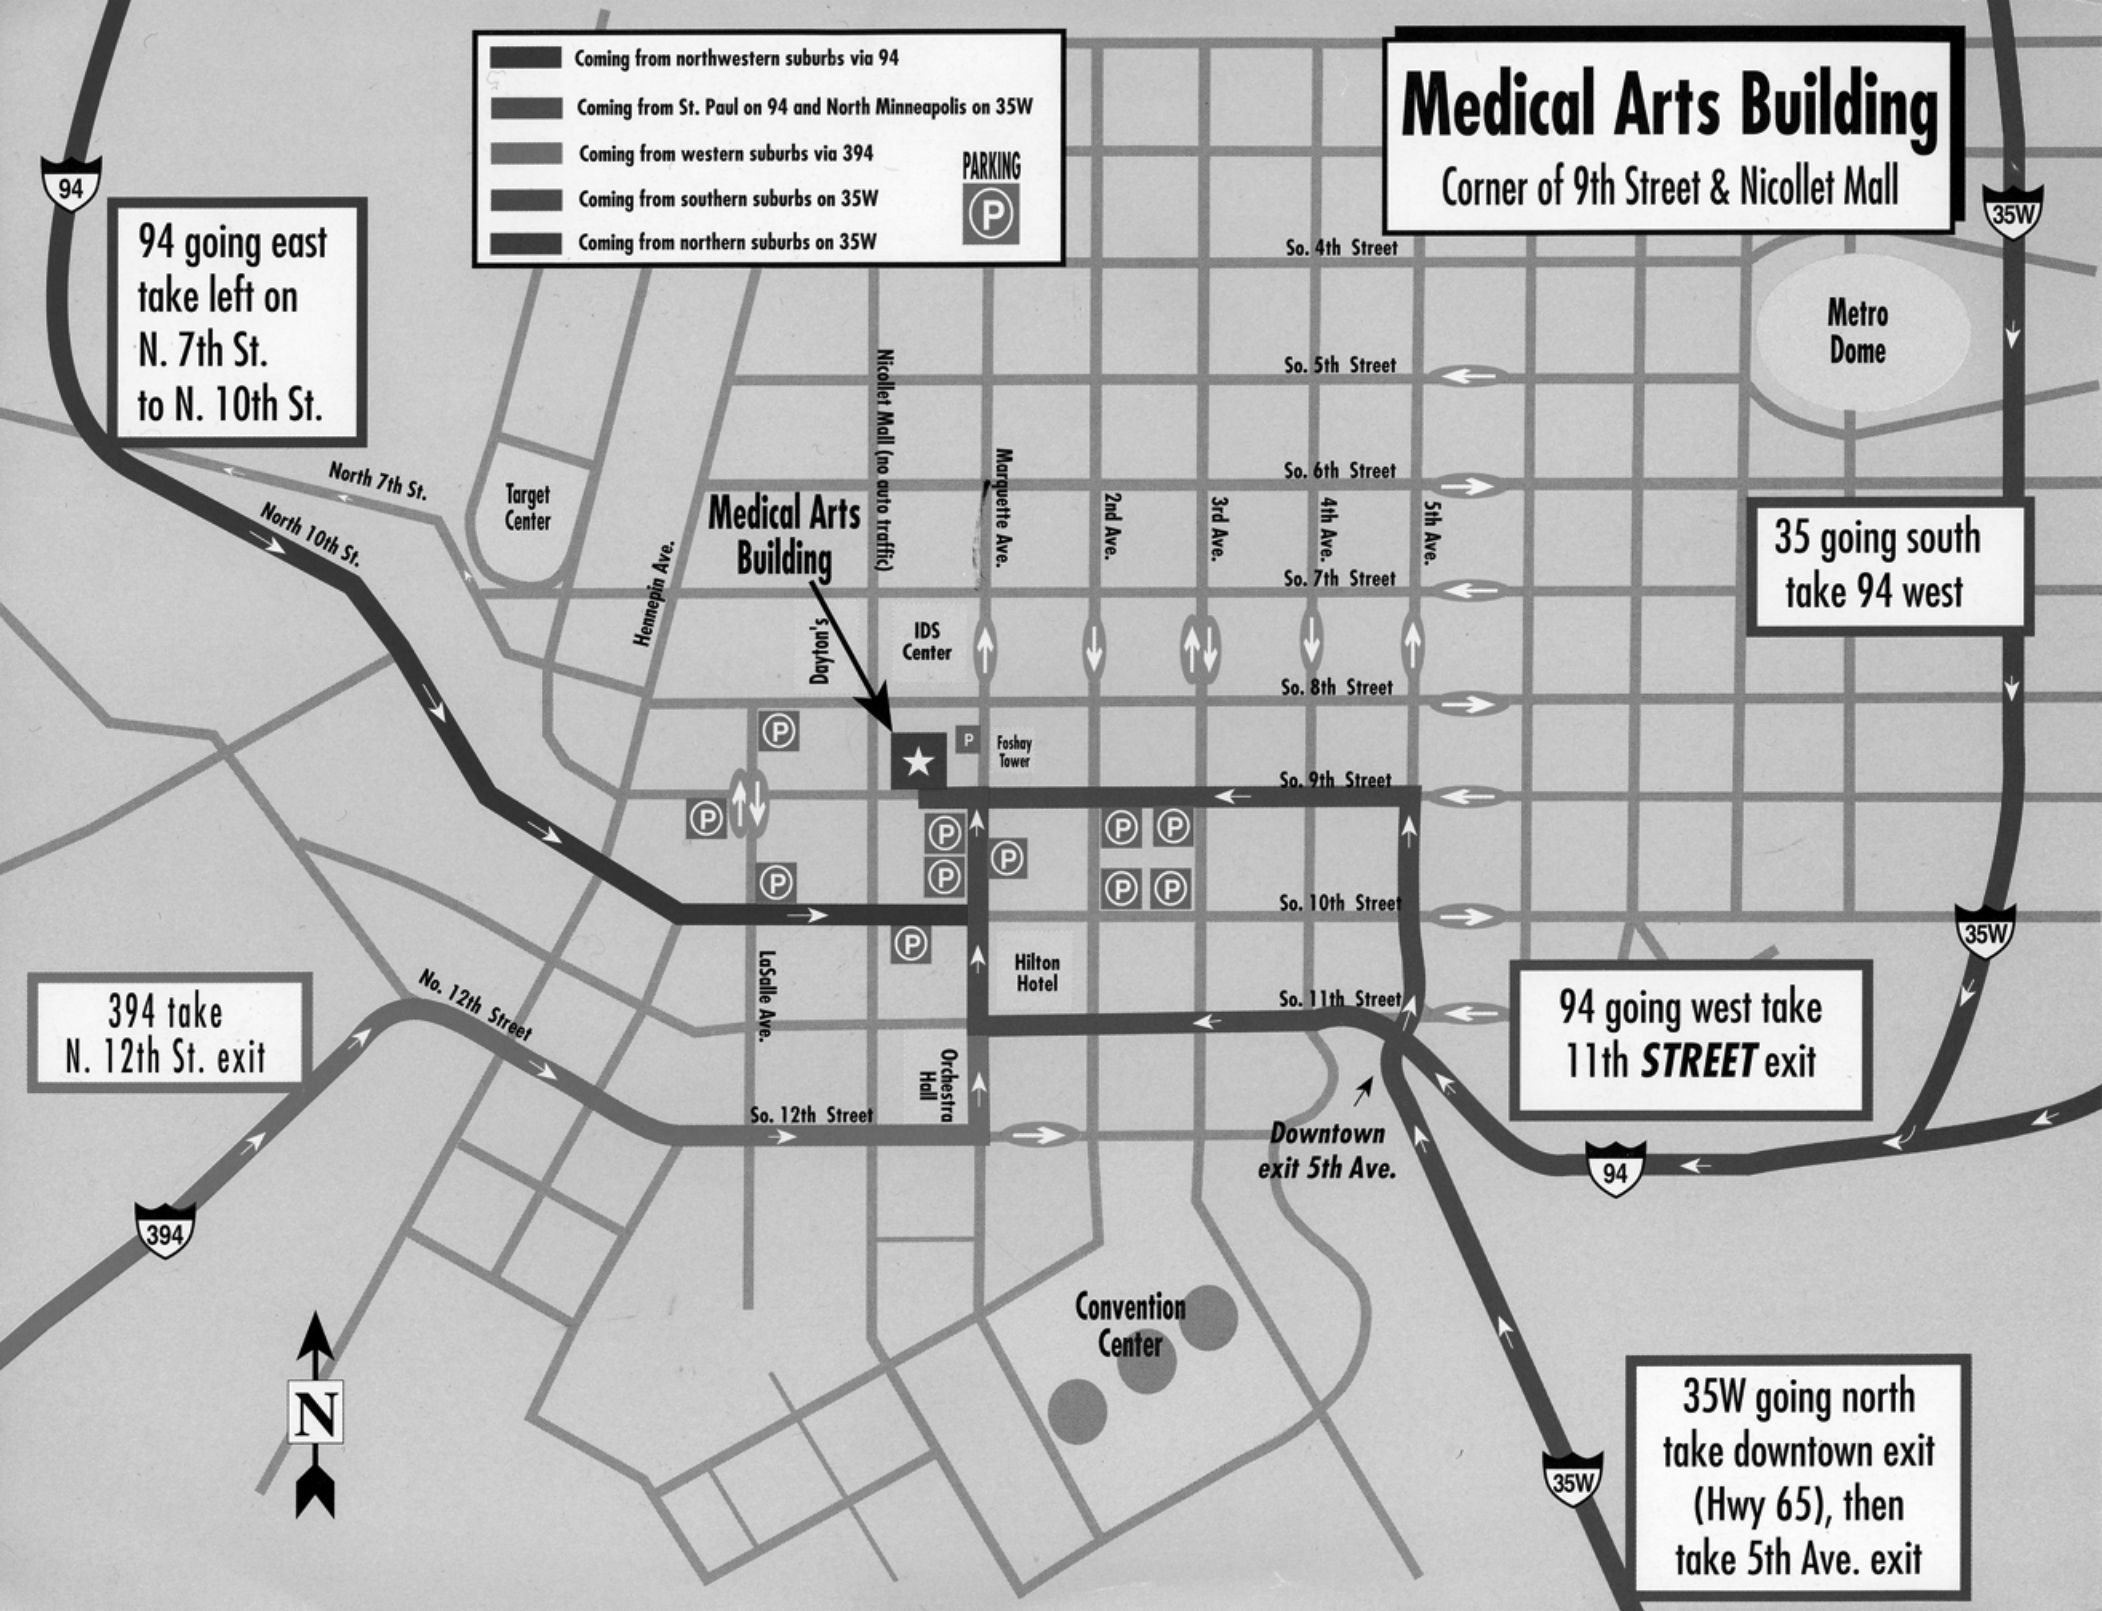 Coming from northwestern suburbs via 94
Coming from St. Paul on 94 and North Minneapolis on 35W
Coming from western suburbs via 394
Coming from southern suburbs on 35W
Coming from northern suburbs on 35W
PARKING
P
Medical Arts Building
Corner of 9th Street & Nicollet Mall
94
35W
94 going east
take left on
N. 7th St.
to N. 10th St.
So. 4th Street
Metro
Dome
So. 5th Street
Nicollet Mall (no auto traffic)
Marquette Ave.
So. 6th Street
North 7th St.
North 10th St.
Target
Center
Medical Arts
Building
2nd Ave.
3rd Ave.
4th Ave.
5th Ave.
35 going south
take 94 west
Hennepin Ave.
So. 7th Street
Dayton's
IDS
Center
So. 8th Street
P
P
Foshay
Tower
So. 9th Street
P
P
P
P
P
P
P
P
P
P
So. 10th Street
P
35W
LaSalle Ave.
Hilton
Hotel
394 take
N. 12th St. exit
No. 12th Street
So. 11th Street
94 going west take
11th STREET exit
Orchestra
Hall
So. 12th Street
Downtown
exit 5th Ave.
94
394
Convention
Center
N
35W
35W going north
take downtown exit
(Hwy 65), then
take 5th Ave. exit